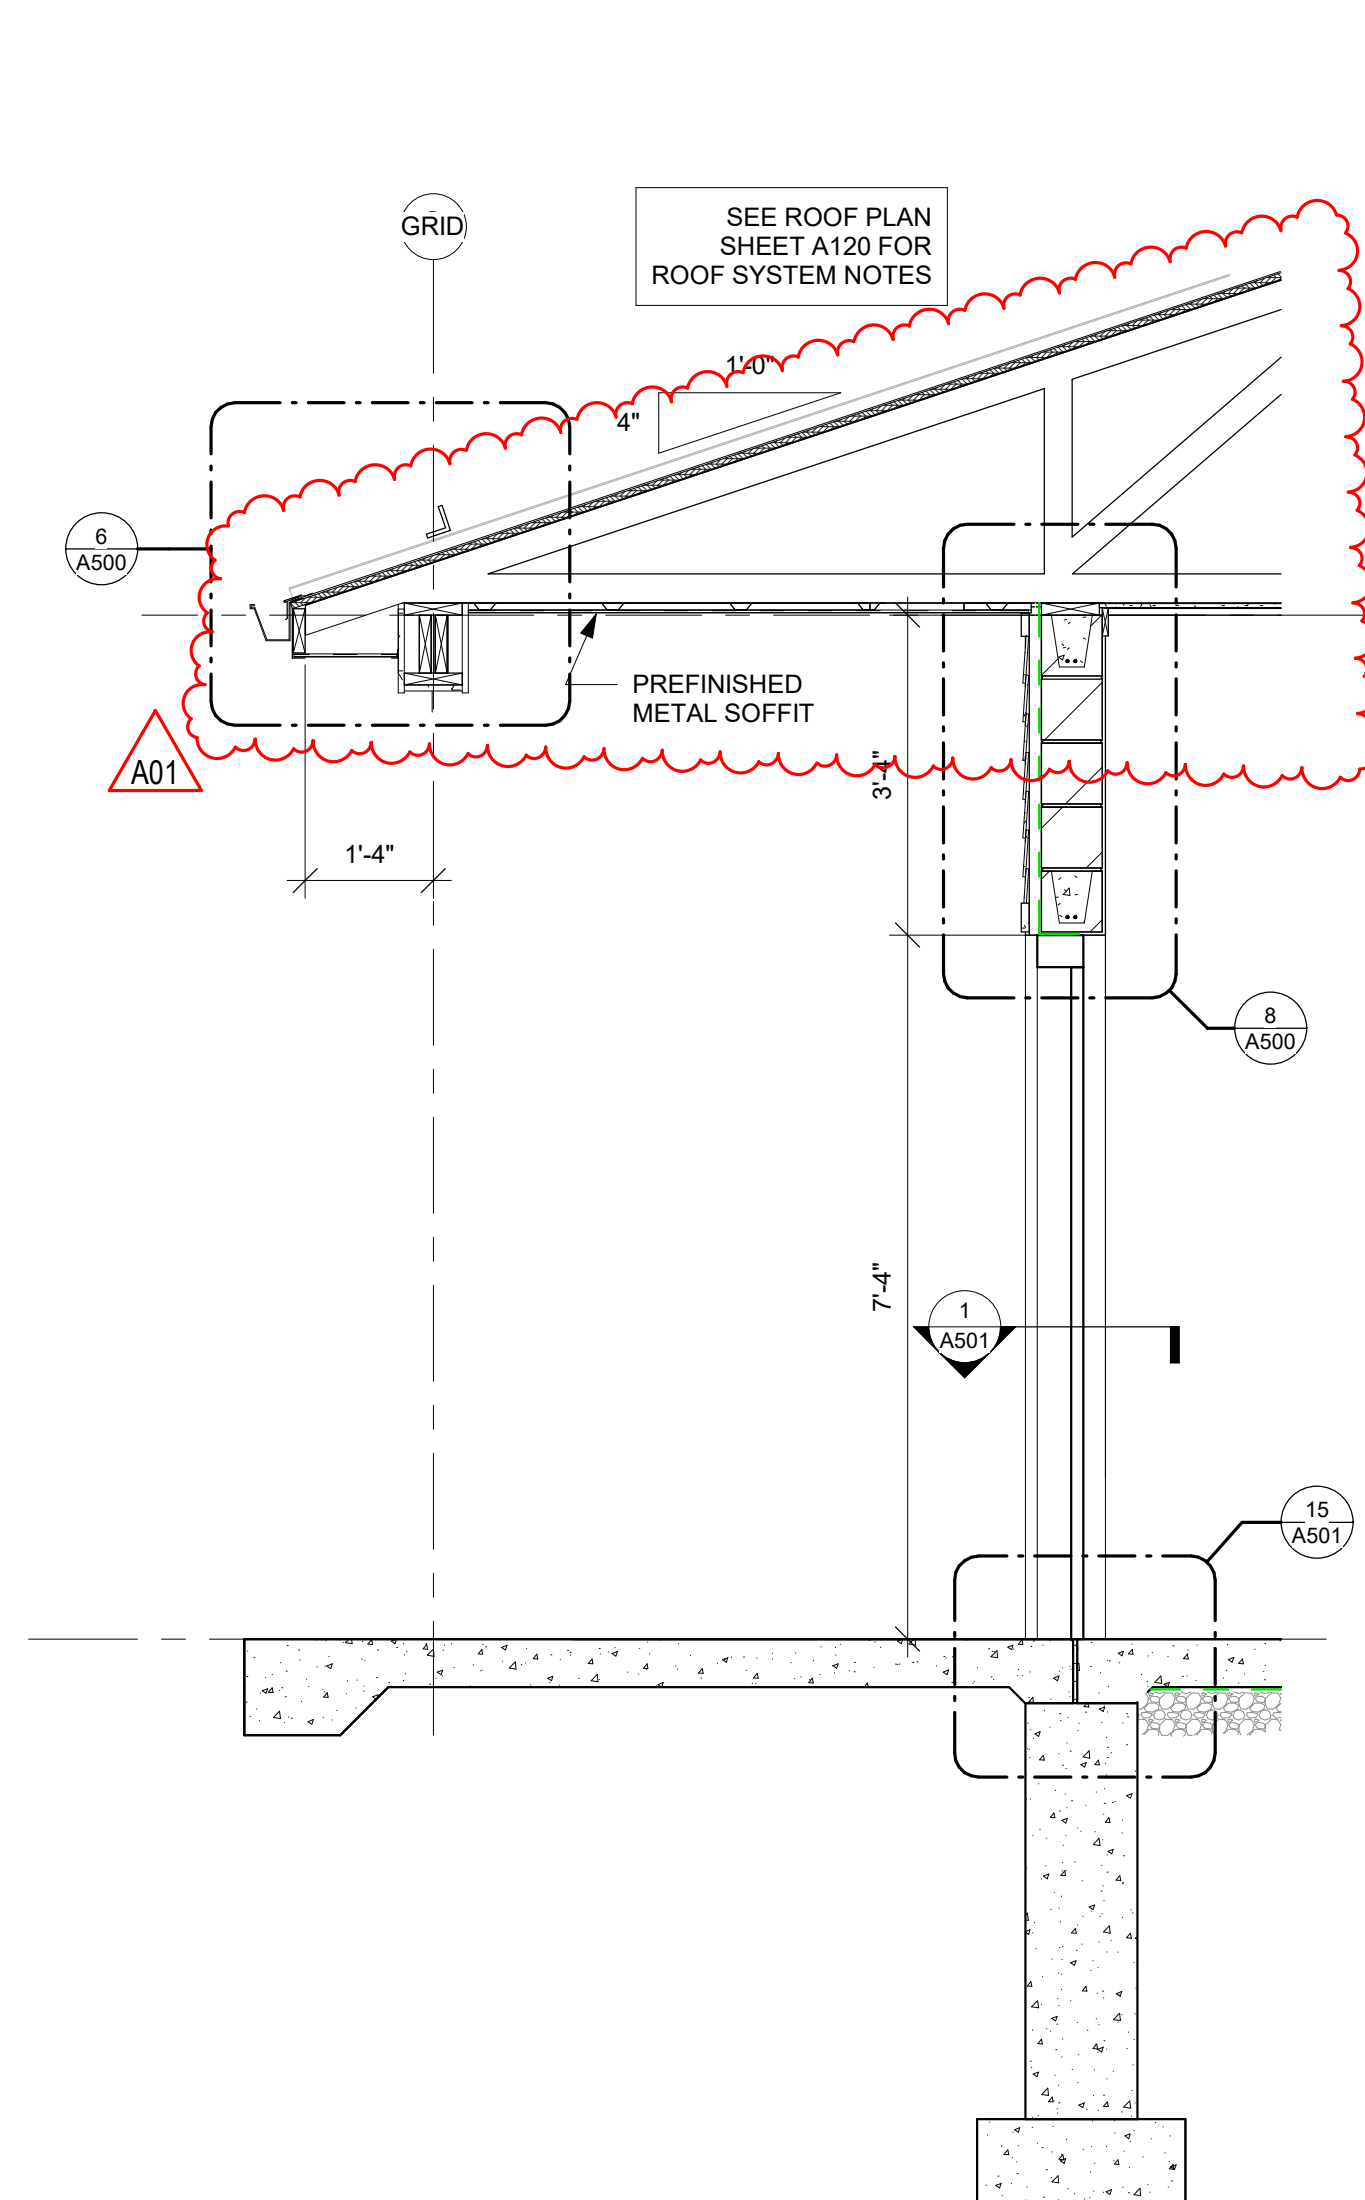 GRID
SEE ROOF PLAN
SHEET A120 FOR
ROOF SYSTEM NOTES
1'-0"
4"
6
A500
PREFINISHED
METAL SOFFIT
A01
3'-4"
1'-4"
8
A500
7'-4"
1
A501
15
A501